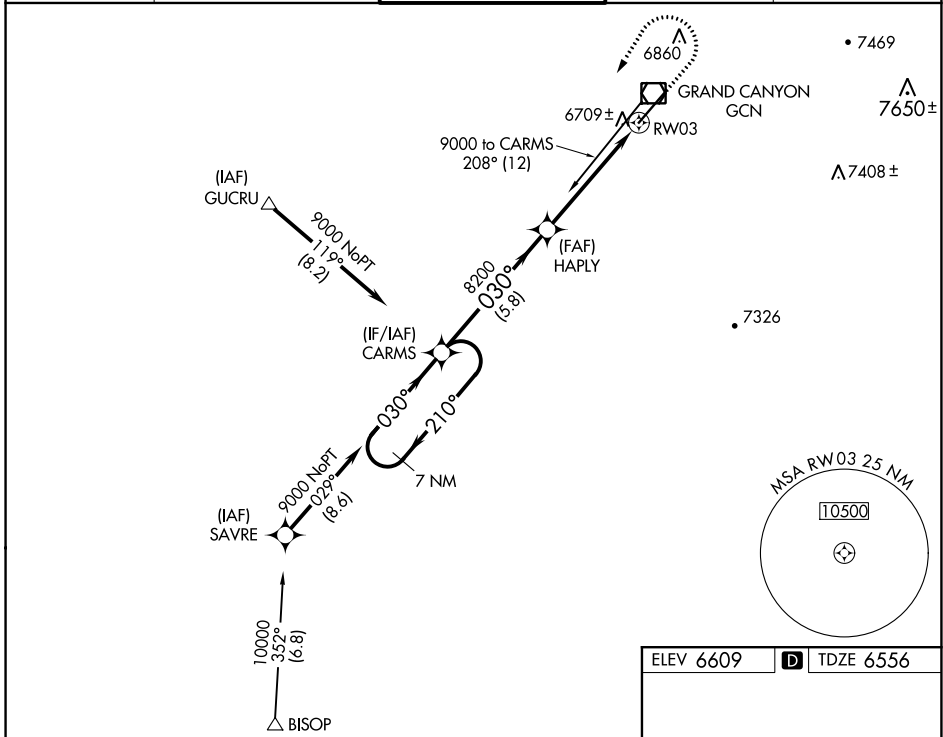 6860
7469
GRAND CANYON
GCN
7650±
6709±
RW03
9000 to CARMS
208° (12)
7408±
(IAF)
GUCRU
9000 NoPT
119°
(8.2)
(FAF)
HAPLY
8200
030°
(5.8)
7326
(IF/IAF)
CARMS
030°
210°
7 NM
9000 NoPT
029°
(8.6)
(IAF)
SAVRE
MSA RW03 25 NM
10500
10000
352°
(6.8)
BISOP
ELEV 6609
D
TDZE 6556